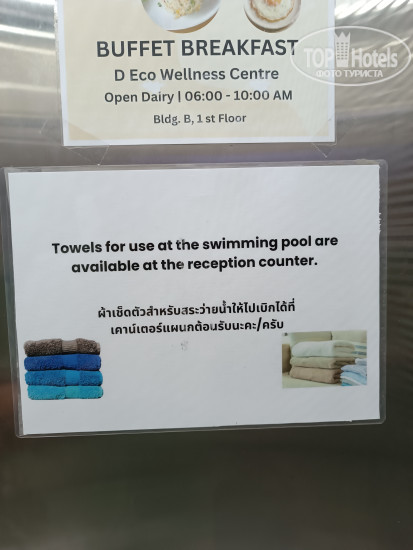 TOP Hotels
ФОТО ТУРИСТА
BUFFET BREAKFAST
D Eco Wellness Centre
Open Dairy | 06:00 - 10:00 AM
Bldg. B, 1 st Floor
Towels for use at the swimming pool are
available at the reception counter.
ผ้าเช็ดตัวสำหรับสระว่ายน้ำให้ไปเบิกได้ที่
เคาน์เตอร์แผนกต้อนรับนะคะ/ครับ